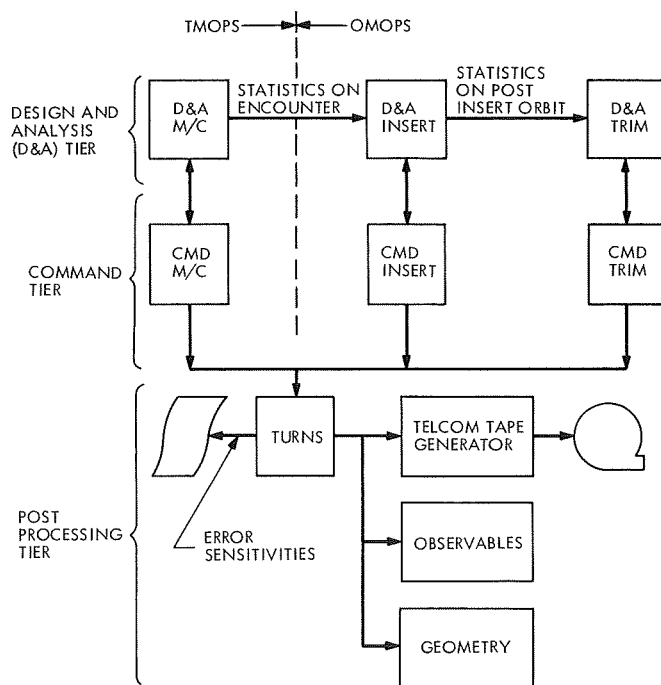 TMOPS
OMOPS
DESIGN AND
ANALYSIS
(D&A) TIER
D&A
M/C
STATISTICS ON
ENCOUNTER
D&A
INSERT
STATISTICS
ON POST
INSERT ORBIT
D&A
TRIM
COMMAND
TIER
CMD
M/C
CMD
INSERT
CMD
TRIM
POST
PROCESSING
TIER
TURNS
TELCOM TAPE
GENERATOR
ERROR
SENSITIVITIES
OBSERVABLES
GEOMETRY